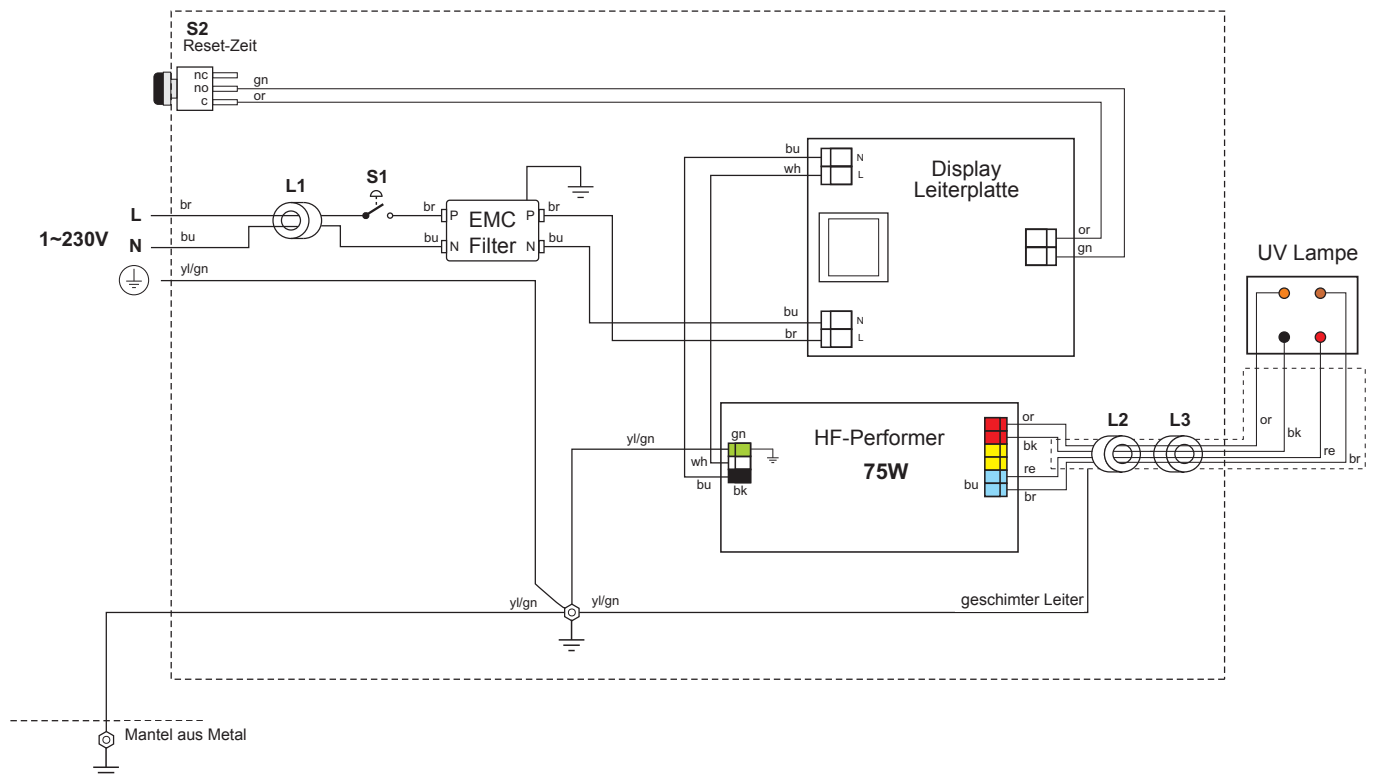 S2
Reset-Zeit
nc
no
c
gn
or
L1
S1
1~230V
L
N
br
bu
yl/gn
br
P
EMC
P
br
bu
N
Filter
N
bu
bu
N
wh
L
Display
Leiterplatte
or
gn
bu
N
br
L
UV Lampe
yl/gn
gn
wh
bu
bk
HF-Performer
75W
or
bk
re
bu
br
L2
L3
or
bk
re
br
yl/gn
yl/gn
geschimter Leiter
Mantel aus Metal